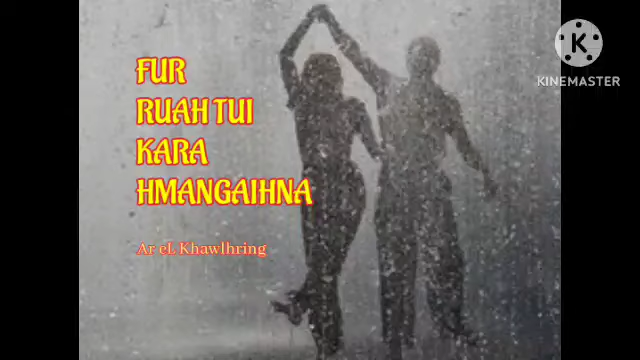 FUR
RUAH TUI
KARA
HMANGAIHNA
Ar eL Khawlhring
K
KINEMASTER